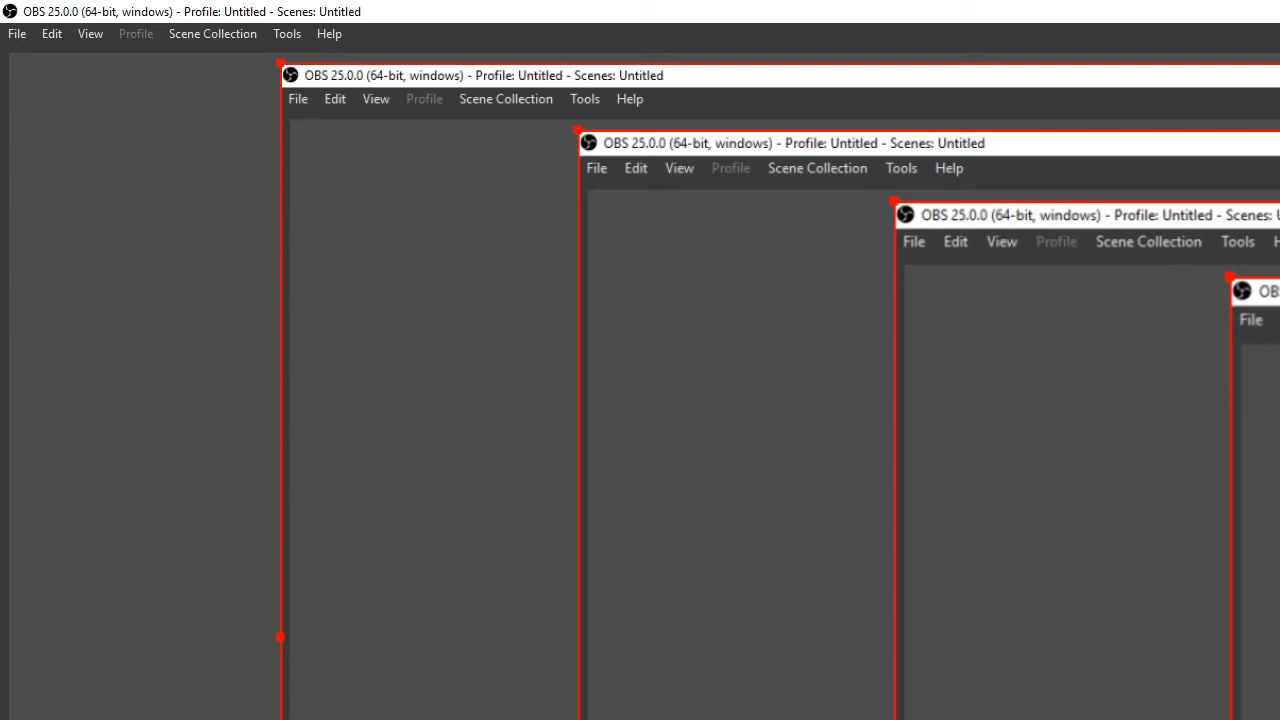 OBS 25.0.0 (64-bit, windows) - Profile: Untitled - Scenes: Untitled
File Edit View Profile Scene Collection Tools Help
OBS 25.0.0 (64-bit, windows) - Profile: Untitled - Scenes: Untitled
File Edit View Profile Scene Collection Tools Help
OBS 25.0.0 (64-bit, windows) - Profile: Untitled - Scenes: Untitled
File Edit View Profile Scene Collection Tools Help
OBS 25.0.0 (64-bit, windows) - Profile: Untitled - Scenes:
File Edit View Profile Scene Collection Tools
OBS
File